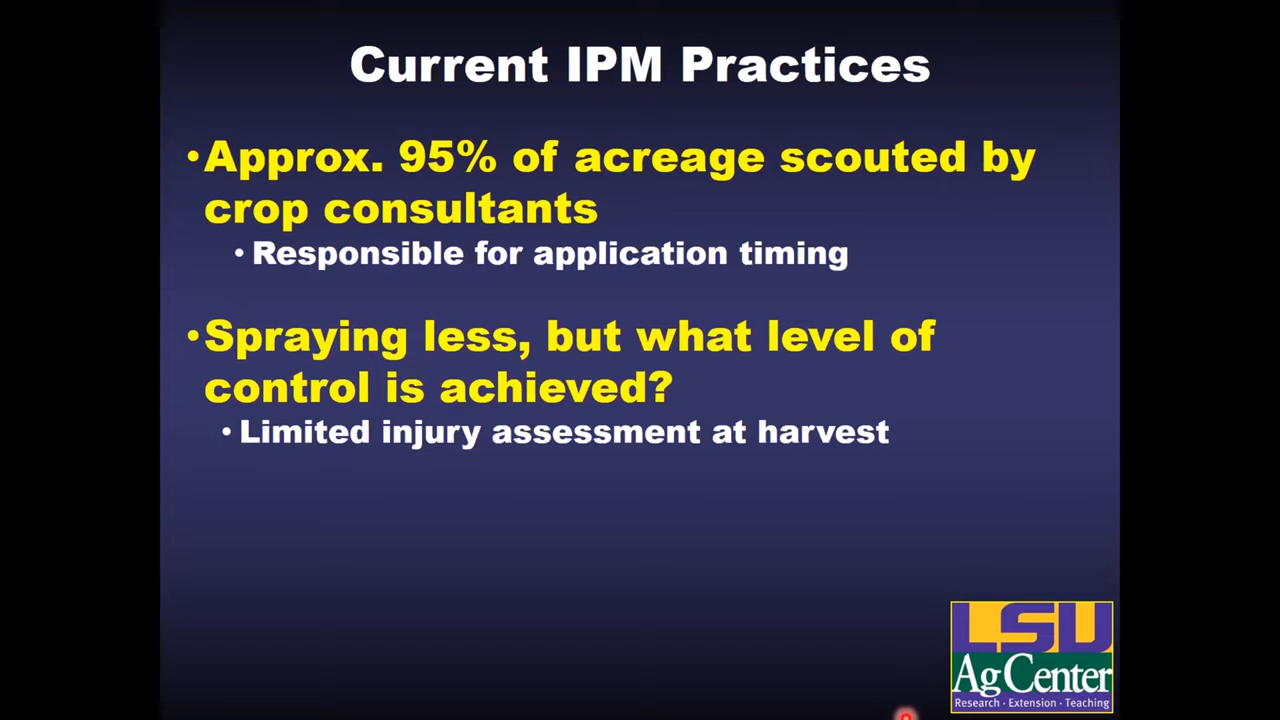 Current IPM Practices
•Approx. 95% of acreage scouted by
crop consultants
•Responsible for application timing
•Spraying less, but what level of
control is achieved?
•Limited injury assessment at harvest
LSU
AgCenter
Research · Extension · Teaching